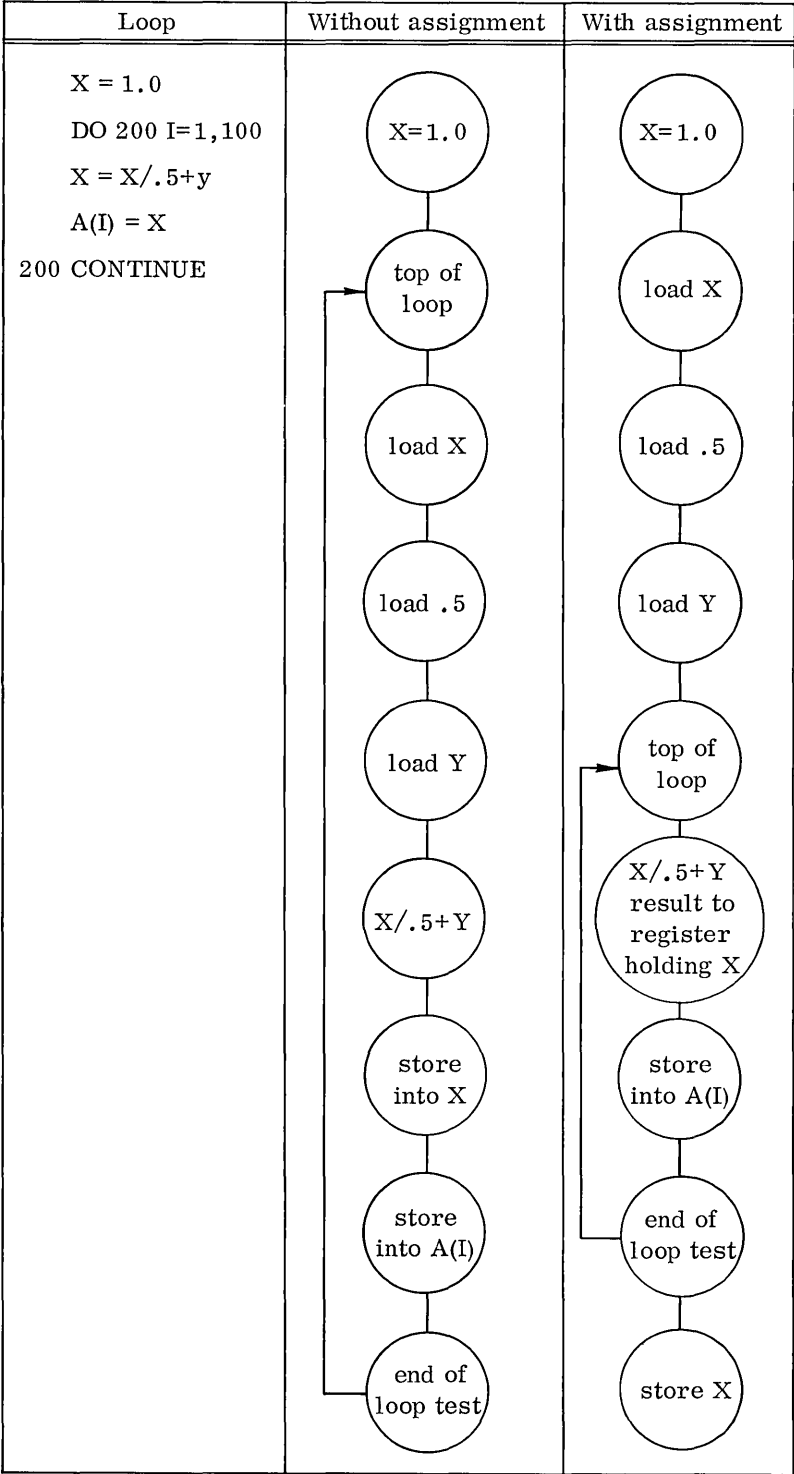 Loop
Without assignment
With assignment
X = 1.0
DO 200 I=1,100
X = X/.5+y
A(I) = X
200 CONTINUE
X=1.0
top of
loop
load X
load .5
load Y
X/.5+Y
store
into X
store
into A(I)
end of
loop test
X=1.0
load X
load .5
load Y
top of
loop
X/.5+Y
result to
register
holding X
store
into A(I)
end of
loop test
store X